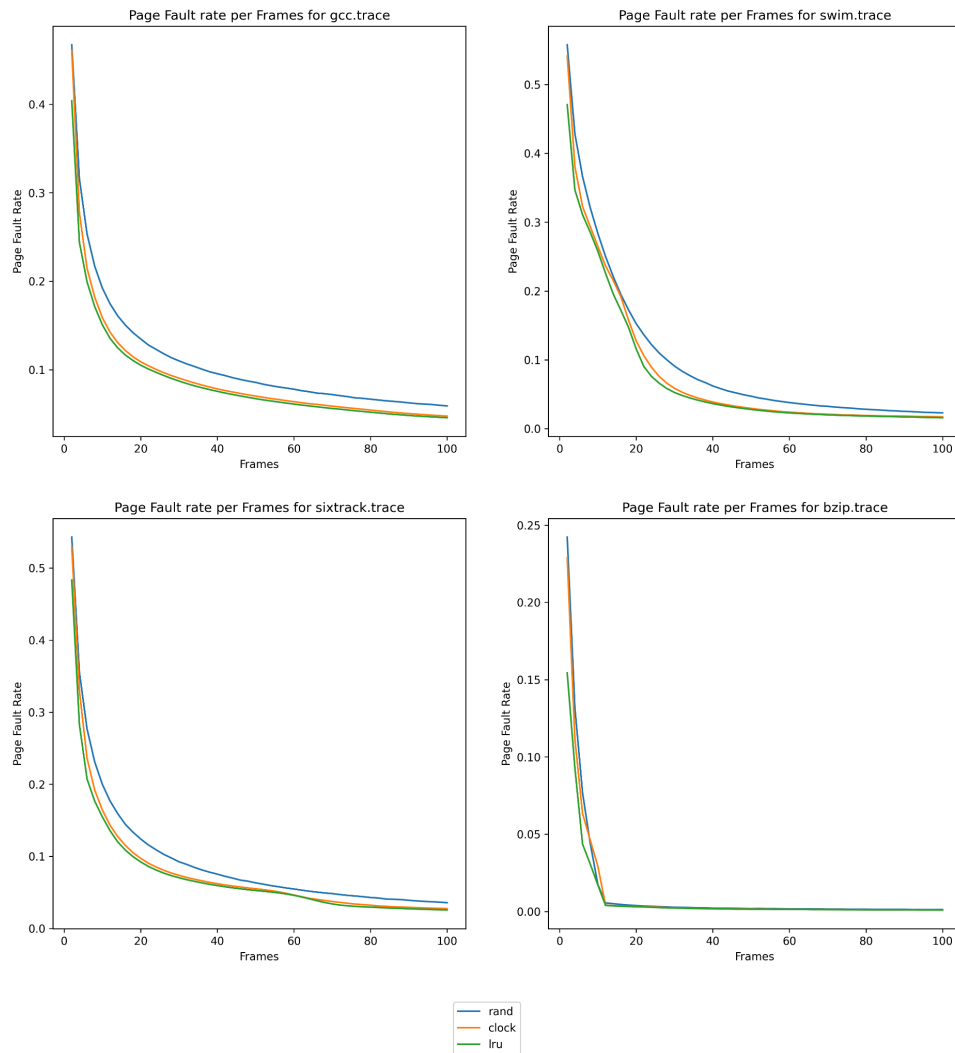 Page Fault rate per Frames for gcc.trace
Page Fault Rate
0.4
0.3
0.2
0.1
0 20 40 60 80 100
Frames
Page Fault rate per Frames for swim.trace
Page Fault Rate
0.5
0.4
0.3
0.2
0.1
0.0
0 20 40 60 80 100
Frames
Page Fault rate per Frames for sixtrack.trace
Page Fault Rate
0.5
0.4
0.3
0.2
0.1
0.0
0 20 40 60 80 100
Frames
Page Fault rate per Frames for bzip.trace
Page Fault Rate
0.25
0.20
0.15
0.10
0.05
0.00
0 20 40 60 80 100
Frames
rand
clock
lru